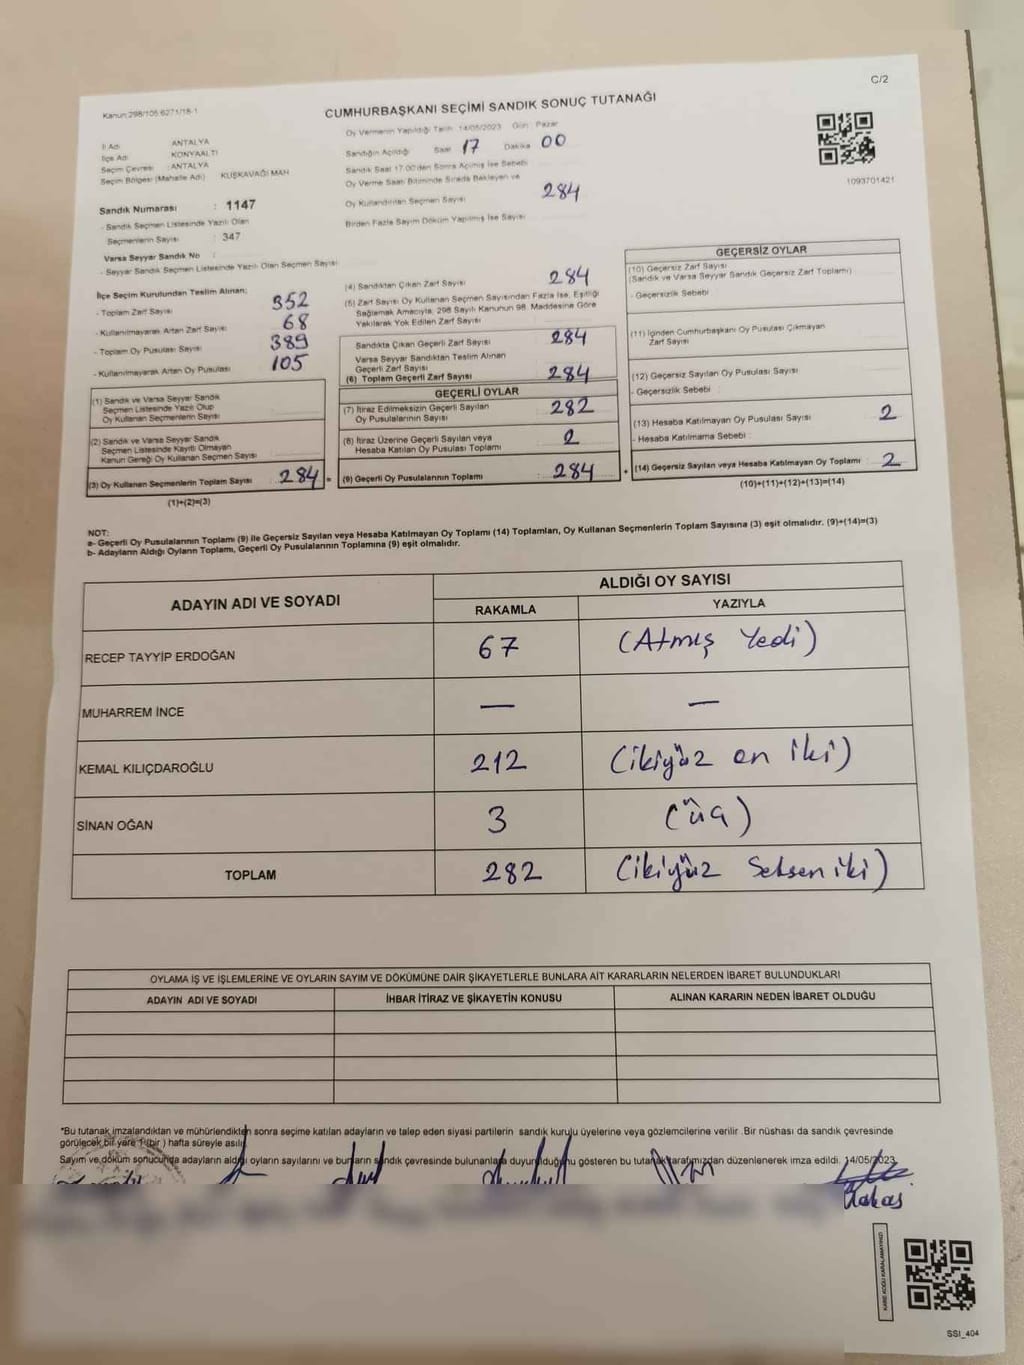 C/2
Kanun:298/105 6271/18-1
CUMHURBAŞKANI SEÇİMİ SANDIK SONUÇ TUTANAĞI
İl Adı : ANTALYA
İlçe Adı : KONYAALTI
Seçim Çevresi : ANTALYA
Seçim Bölgesi (Mahalle Adı) : KUŞKAVAĞI MAH
Sandık Numarası : 1147
- Sandık Seçmen Listesinde Yazılı Olan
Seçmenlerin Sayısı : 347
Varsa Seyyar Sandık No :
- Seyyar Sandık Seçmen Listesinde Yazılı Olan Seçmen Sayısı:
Oy Vermenin Yapıldığı Tarih: 14/05/2023 Gün: Pazar
Sandığın Açıldığı Saat 17 Dakika 00
Sandık Saat 17.00'den Sonra Açılmış İse Sebebi
Oy Verme Saati Bitiminde Sırada Bekleyen ve
Oy Kullandırılan Seçmen Sayısı 284
Birden Fazla Sayım Döküm Yapılmış İse Sayısı
1093701421
İlçe Seçim Kurulundan Teslim Alınan;
- Toplam Zarf Sayısı 352
- Kullanılmayarak Artan Zarf Sayısı 68
- Toplam Oy Pusulası Sayısı 389
- Kullanılmayarak Artan Oy Pusulası 105
(1) Sandık ve Varsa Seyyar Sandık
Seçmen Listesinde Yazılı Olup
Oy Kullanan Seçmenlerin Sayısı
(2) Sandık ve Varsa Seyyar Sandık
Seçmen Listesinde Kayıtlı Olmayan
Kanun Gereği Oy Kullanan Seçmen Sayısı
(3) Oy Kullanan Seçmenlerin Toplam Sayısı : 284 =
(1)+(2)=(3)
(4) Sandıktan Çıkan Zarf Sayısı 284
(5) Zarf Sayısı Oy Kullanan Seçmen Sayısından Fazla İse, Eşitliği
Sağlamak Amacıyla, 298 Sayılı Kanunun 98. Maddesine Göre
Yakılarak Yok Edilen Zarf Sayısı
Sandıkta Çıkan Geçerli Zarf Sayısı 284
Varsa Seyyar Sandıktan Teslim Alınan
Geçerli Zarf Sayısı
(6) Toplam Geçerli Zarf Sayısı 284
GEÇERLİ OYLAR
(7) İtiraz Edilmeksizin Geçerli Sayılan
Oy Pusulalarının Sayısı : 282
(8) İtiraz Üzerine Geçerli Sayılan veya
Hesaba Katılan Oy Pusulası Toplamı : 2
(9) Geçerli Oy Pusulalarının Toplamı : 284 +
GEÇERSİZ OYLAR
(10) Geçersiz Zarf Sayısı
(Sandık ve Varsa Seyyar Sandık Geçersiz Zarf Toplamı)
- Geçersizlik Sebebi :
(11) İçinden Cumhurbaşkanı Oy Pusulası Çıkmayan
Zarf Sayısı
(12) Geçersiz Sayılan Oy Pusulası Sayısı
- Geçersizlik Sebebi :
(13) Hesaba Katılmayan Oy Pusulası Sayısı : 2
- Hesaba Katılmama Sebebi :
(14) Geçersiz Sayılan veya Hesaba Katılmayan Oy Toplamı : 2
(10)+(11)+(12)+(13)=(14)
NOT:
a- Geçerli Oy Pusulalarının Toplamı (9) ile Geçersiz Sayılan veya Hesaba Katılmayan Oy Toplamı (14) Toplamları, Oy Kullanan Seçmenlerin Toplam Sayısına (3) eşit olmalıdır. (9)+(14)=(3)
b- Adayların Aldığı Oyların Toplamı, Geçerli Oy Pusulalarının Toplamına (9) eşit olmalıdır.
ADAYIN ADI VE SOYADI
ALDIĞI OY SAYISI
RAKAMLA YAZIYLA
RECEP TAYYİP ERDOĞAN 67 (Atmış Yedi)
MUHARREM İNCE — —
KEMAL KILIÇDAROĞLU 212 (ikiyüz on iki)
SİNAN OĞAN 3 (üç)
TOPLAM 282 (ikiyüz Seksen iki)
OYLAMA İŞ VE İŞLEMLERİNE VE OYLARIN SAYIM VE DÖKÜMÜNE DAİR ŞİKAYETLERLE BUNLARA AİT KARARLARIN NELERDEN İBARET BULUNDUKLARI
ADAYIN ADI VE SOYADI İHBAR İTİRAZ VE ŞİKAYETİN KONUSU ALINAN KARARIN NEDEN İBARET OLDUĞU
*Bu tutanak imzalandıktan ve mühürlendikten sonra seçime katılan adayların ve talep eden siyasi partilerin sandık kurulu üyelerine veya gözlemcilerine verilir .Bir nüshası da sandık çevresinde
görülecek bir yere 1 (bir ) hafta süreyle asılır.
Sayım ve döküm sonucunda adayların aldığı oyların sayılarını ve bunların sandık çevresinde bulunanlara duyurulduğunu gösteren bu tutanak tarafımızdan düzenlenerek imza edildi. 14/05/2023
KARE KODU KARALAMAYINIZ!
SSI_404